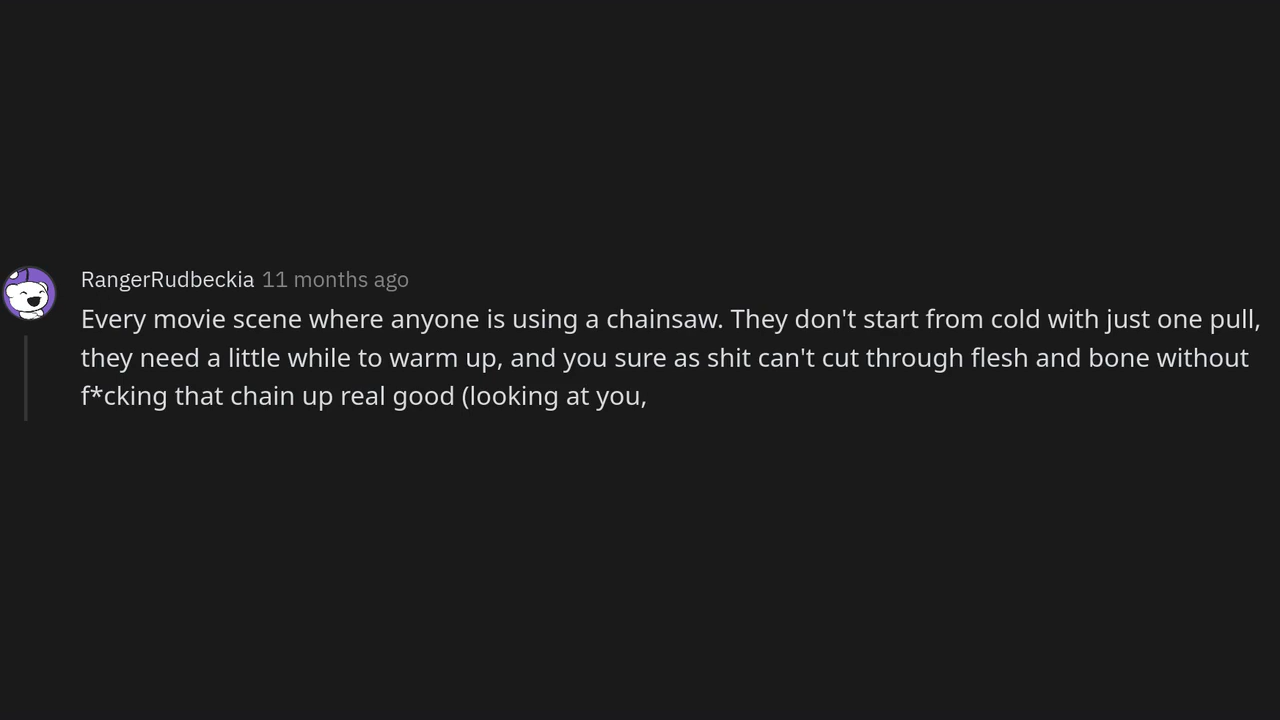 RangerRudbeckia 11 months ago
Every movie scene where anyone is using a chainsaw. They don't start from cold with just one pull,
they need a little while to warm up, and you sure as shit can't cut through flesh and bone without
f*cking that chain up real good (looking at you,